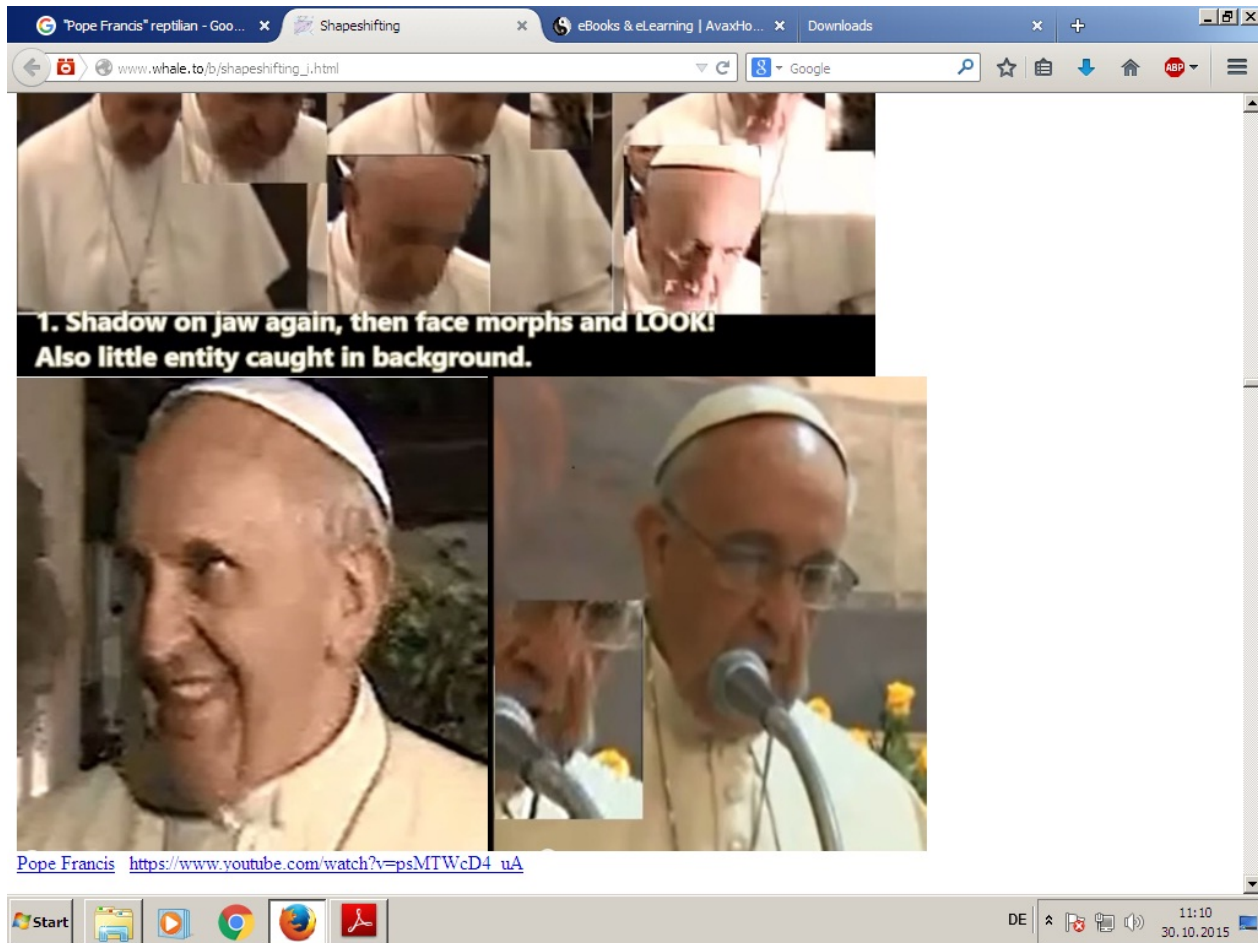 "Pope Francis" reptilian - Goo...
Shapeshifting
eBooks & eLearning | AvaxHo...
Downloads
www.whale.to/b/shapeshifting_i.html
Google
ABP
1. Shadow on jaw again, then face morphs and LOOK!
Also little entity caught in background.
Pope Francis https://www.youtube.com/watch?v=psMTWcD4_uA
Start
DE
11:10
30.10.2015